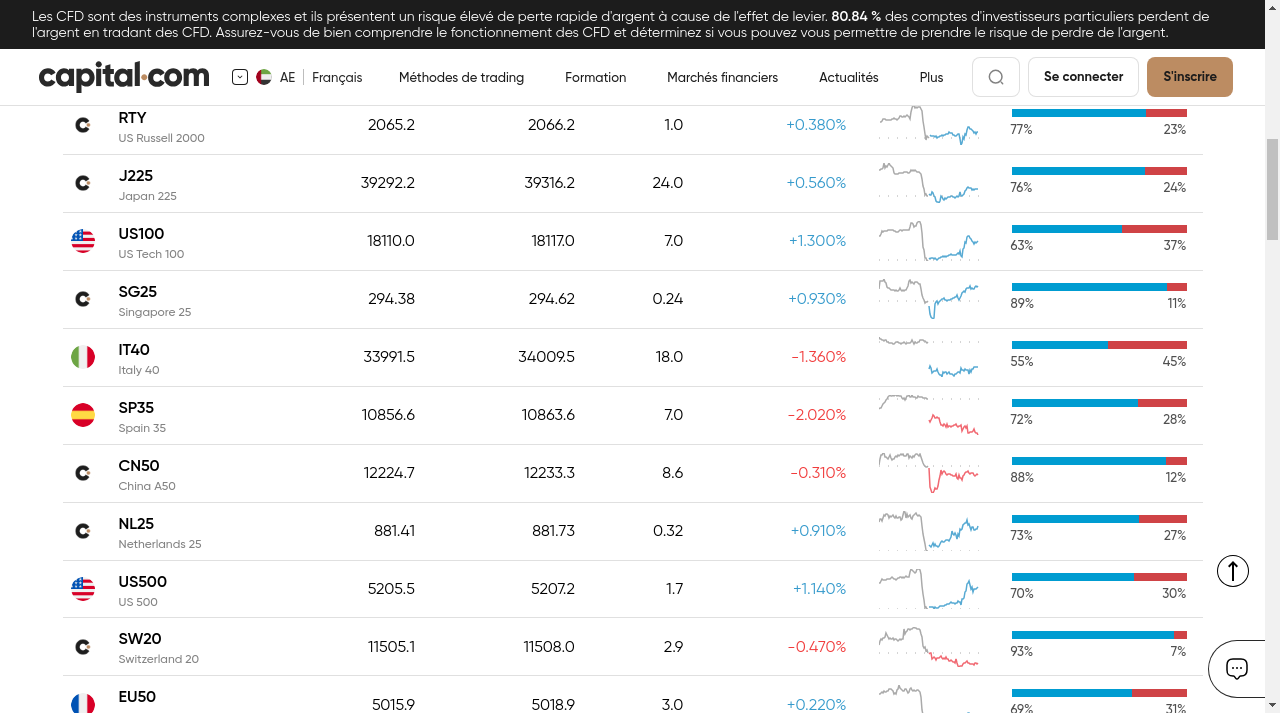 Les CFD sont des instruments complexes et ils présentent un risque élevé de perte rapide d'argent à cause de l'effet de levier. 80.84 % des comptes d'investisseurs particuliers perdent de
l'argent en tradant des CFD. Assurez-vous de bien comprendre le fonctionnement des CFD et déterminez si vous pouvez vous permettre de prendre le risque de perdre de l'argent.
capital.com AE Français Méthodes de trading Formation Marchés financiers Actualités Plus Se connecter S'inscrire
RTY 2065.2 2066.2 1.0 +0.380%
US Russell 2000 77% 23%
J225 39292.2 39316.2 24.0 +0.560%
Japan 225 76% 24%
US100 18110.0 18117.0 7.0 +1.300%
US Tech 100 63% 37%
SG25 294.38 294.62 0.24 +0.930%
Singapore 25 89% 11%
IT40 33991.5 34009.5 18.0 -1.360%
Italy 40 55% 45%
SP35 10856.6 10863.6 7.0 -2.020%
Spain 35 72% 28%
CN50 12224.7 12233.3 8.6 -0.310%
China A50 88% 12%
NL25 881.41 881.73 0.32 +0.910%
Netherlands 25 73% 27%
US500 5205.5 5207.2 1.7 +1.140%
US 500 70% 30%
SW20 11505.1 11508.0 2.9 -0.470%
Switzerland 20 93% 7%
EU50 5015.9 5018.9 3.0 +0.220%
69% 31%